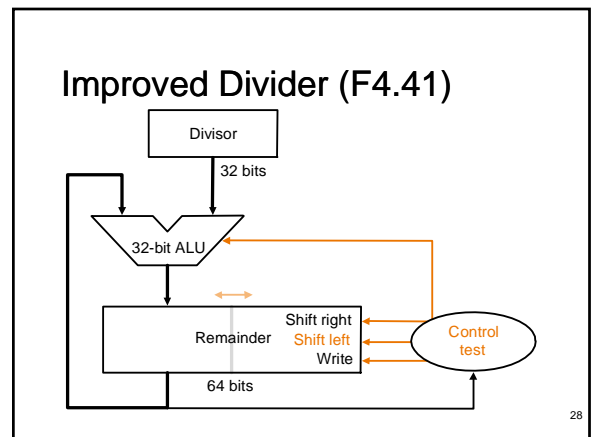 Improved Divider (F4.41)
Divisor
32 bits
32-bit ALU
Shift right
Remainder Shift left
Write
Control
test
64 bits
28